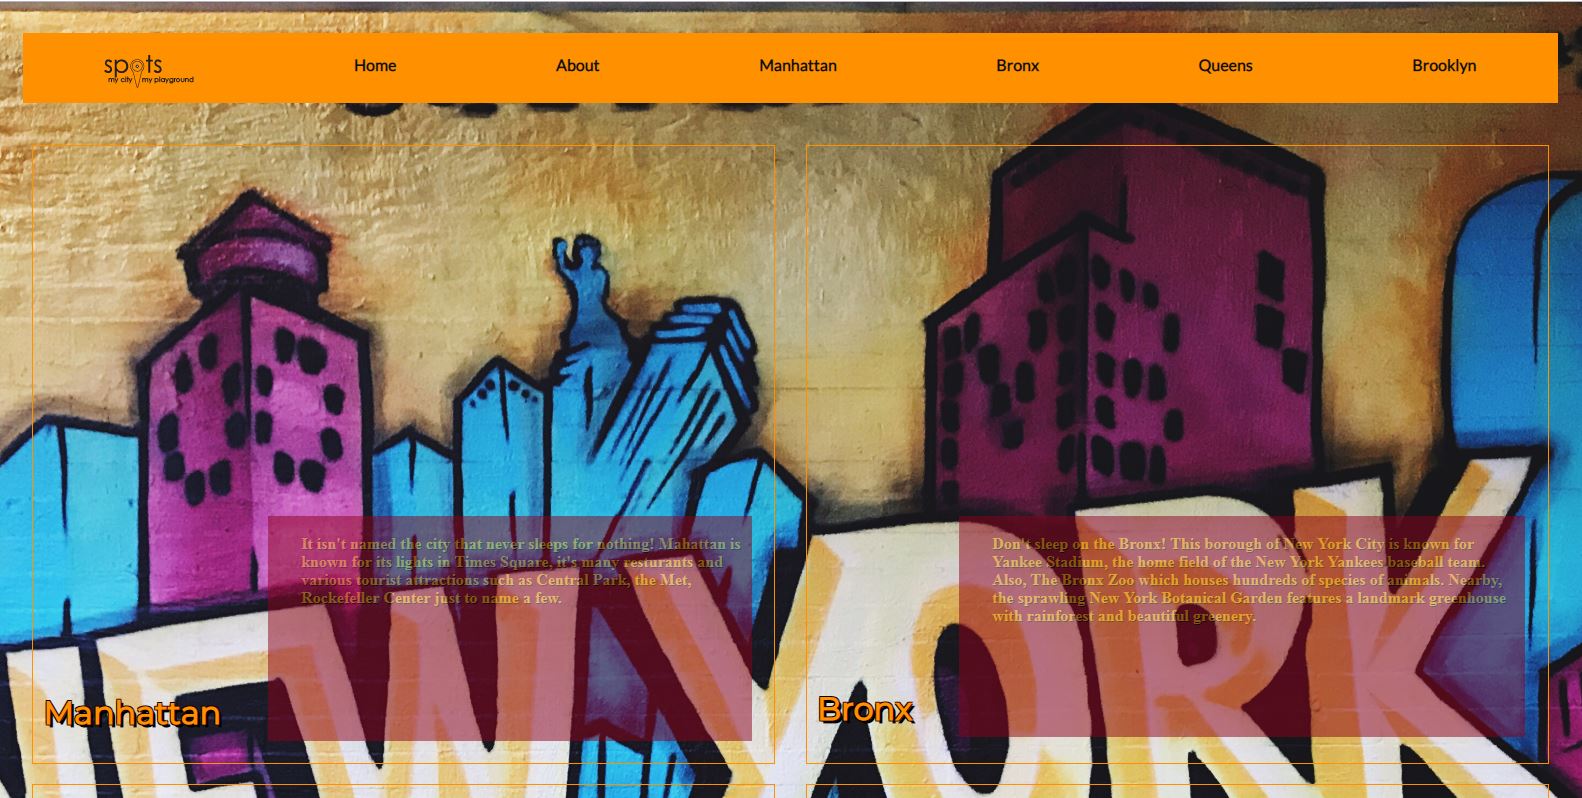 spots
my city my playground
Home
About
Manhattan
Bronx
Queens
Brooklyn
It isn't named the city that never sleeps for nothing! Mahattan is
known for its lights in Times Square, it's many resturants and
various tourist attractions such as Central Park, the Met,
Rockefeller Center just to name a few.
Don't sleep on the Bronx! This borough of New York City is known for
Yankee Stadium, the home field of the New York Yankees baseball team.
Also, The Bronx Zoo which houses hundreds of species of animals. Nearby,
the sprawling New York Botanical Garden features a landmark greenhouse
with rainforest and beautiful greenery.
Manhattan
Bronx
NEW YORK